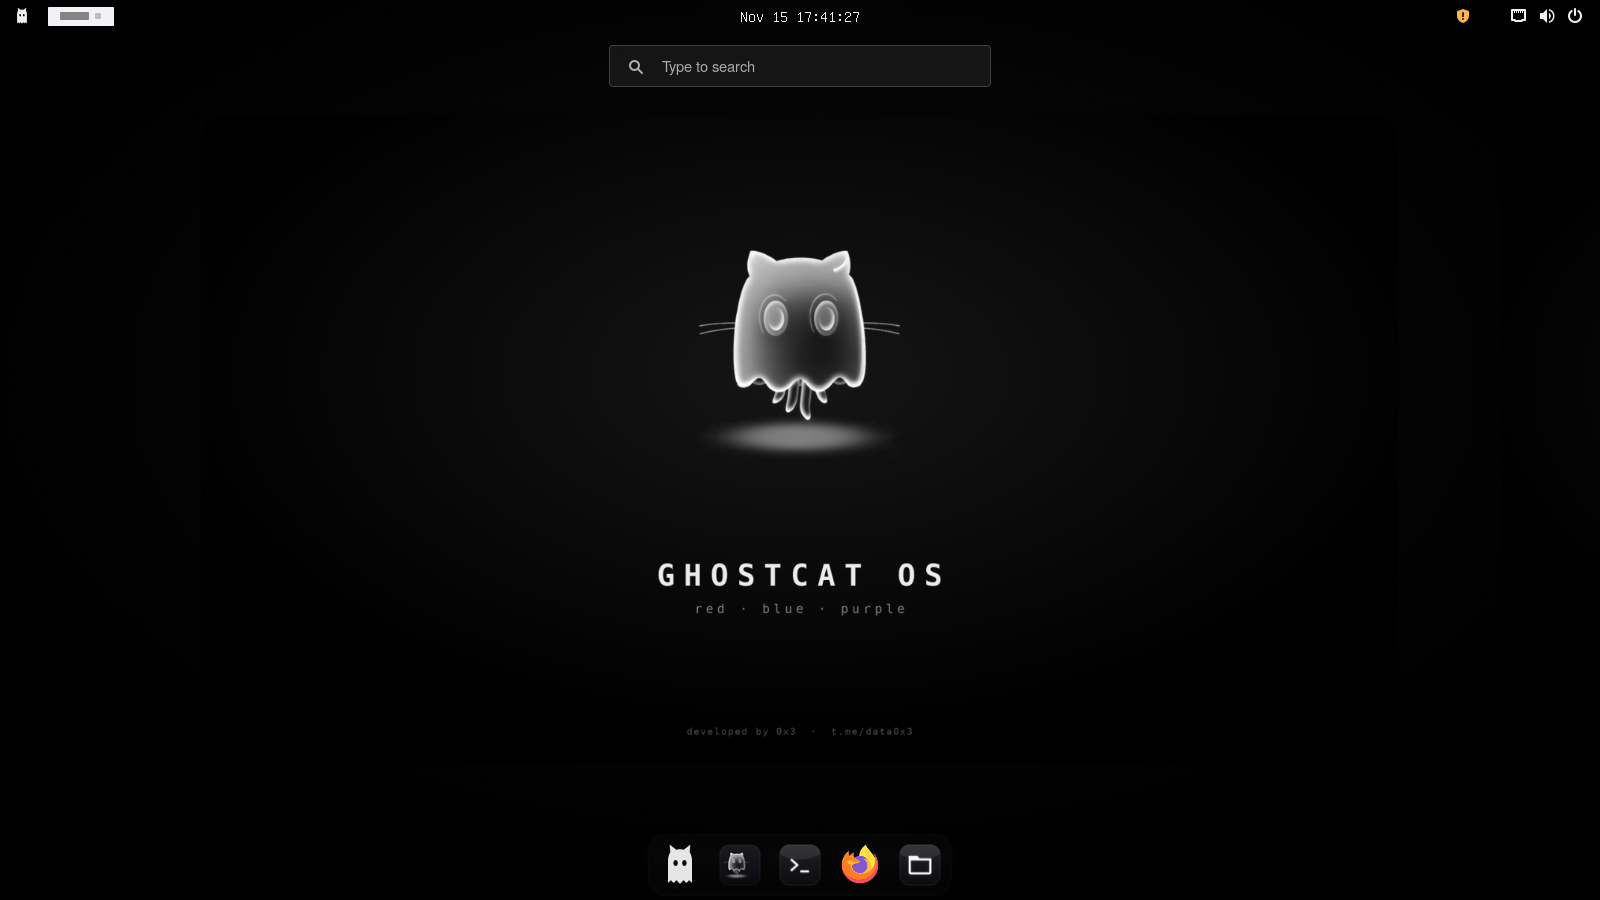 Nov 15 17:41:27
Type to search
GHOSTCAT OS
red · blue · purple
developed by 0x3 · t.me/data0x3